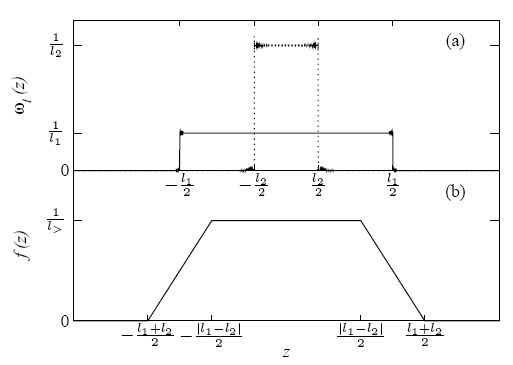 (a)
1/l₂
ω_l (z)
1/l₁
0
-l₁/2 -l₂/2 l₂/2 l₁/2
(b)
1/l_>
f(z)
0
-l₁+l₂/2 -|l₁-l₂|/2 |l₁-l₂|/2 l₁+l₂/2
z